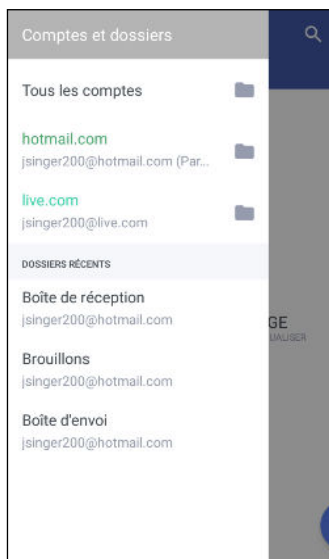 Comptes et dossiers
Tous les comptes
hotmail.com
jsinger200@hotmail.com (Par...
live.com
jsinger200@live.com
DOSSIERS RÉCENTS
Boîte de réception
jsinger200@hotmail.com
GE
UALISER
Brouillons
jsinger200@hotmail.com
Boîte d'envoi
jsinger200@hotmail.com